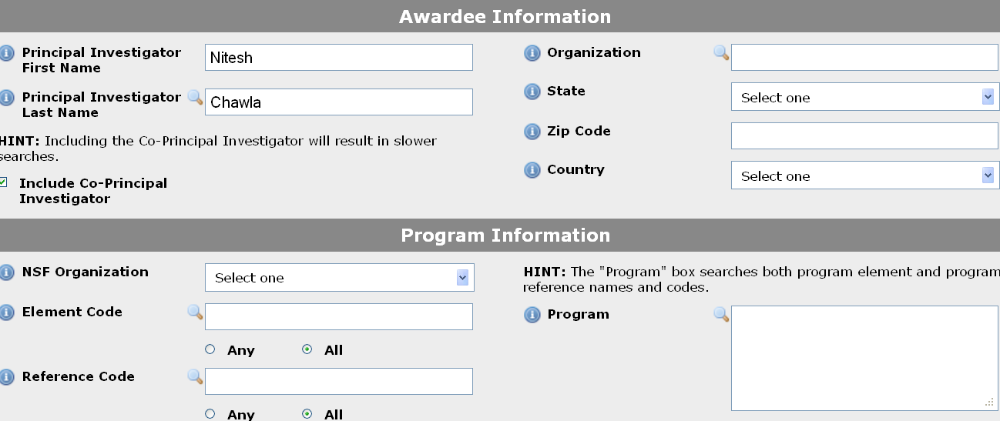 Awardee Information
Principal Investigator
First Name
Nitesh
Principal Investigator
Last Name
Chawla
HINT: Including the Co-Principal Investigator will result in slower
searches.
Include Co-Principal
Investigator
Organization
State
Select one
Zip Code
Country
Select one
Program Information
NSF Organization
Select one
Element Code
Any
All
Reference Code
Any
All
HINT: The "Program" box searches both program element and program
reference names and codes.
Program